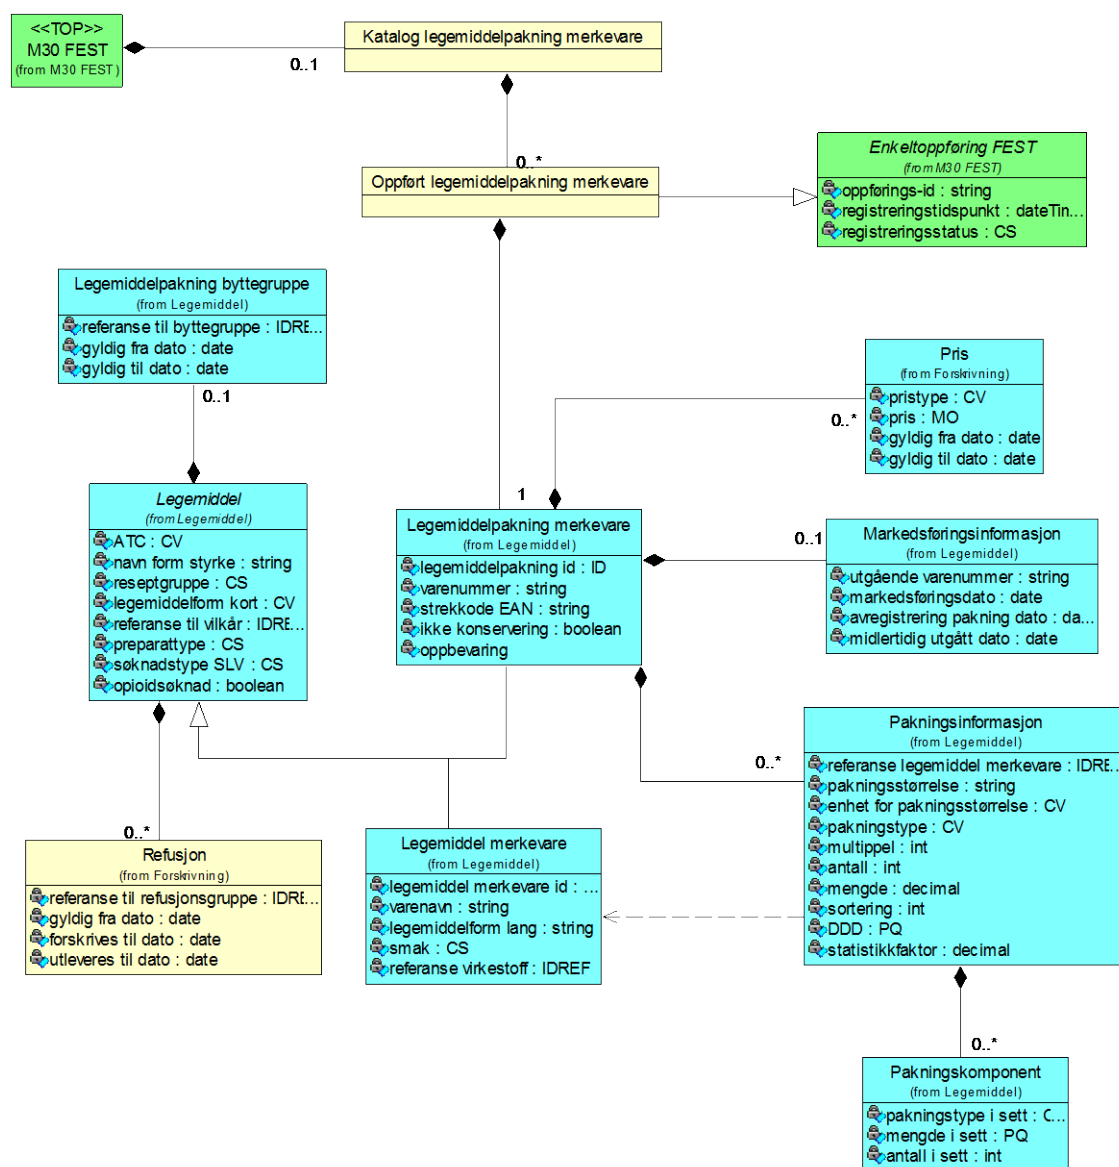 <<TOP>>
M30 FEST
(from M30 FEST)
0..1
Katalog legemiddelpakning merkevare
0..*
Oppført legemiddelpakning merkevare
Enkeltoppføring FEST
(from M30 FEST)
oppførings-id : string
registreringstidspunkt : dateTin...
registreringsstatus : CS
Legemiddelpakning byttegruppe
(from Legemiddel)
referanse til byttegruppe : IDRE...
gyldig fra dato : date
gyldig til dato : date
0..1
Pris
(from Forskrivning)
pristype : CV
pris : MO
gyldig fra dato : date
gyldig til dato : date
0..*
Legemiddel
(from Legemiddel)
ATC : CV
navn form styrke : string
reseptgruppe : CS
legemiddelform kort : CV
referanse til vilkår : IDRE...
preparattype : CS
søknadstype SLV : CS
opioidsøknad : boolean
1
Legemiddelpakning merkevare
(from Legemiddel)
legemiddelpakning id : ID
varenummer : string
strekkode EAN : string
ikke konservering : boolean
oppbevaring
0..1
Markedsføringsinformasjon
(from Legemiddel)
utgående varenummer : string
markedsføringsdato : date
avregistrering pakning dato : da...
midlertidig utgått dato : date
0..*
Pakningsinformasjon
(from Legemiddel)
referanse legemiddel merkevare : IDRE...
pakningsstørrelse : string
enhet for pakningsstørrelse : CV
pakningstype : CV
multippel : int
antall : int
mengde : decimal
sortering : int
DDD : PQ
statistikkfaktor : decimal
0..*
Refusjon
(from Forskrivning)
referanse til refusjonsgruppe : IDRE...
gyldig fra dato : date
forskrives til dato : date
utleveres til dato : date
Legemiddel merkevare
(from Legemiddel)
legemiddel merkevare id : ...
varenavn : string
legemiddelform lang : string
smak : CS
referanse virkestoff : IDREF
0..*
Pakningskomponent
(from Legemiddel)
pakningstype i sett : C...
mengde i sett : PQ
antall i sett : int